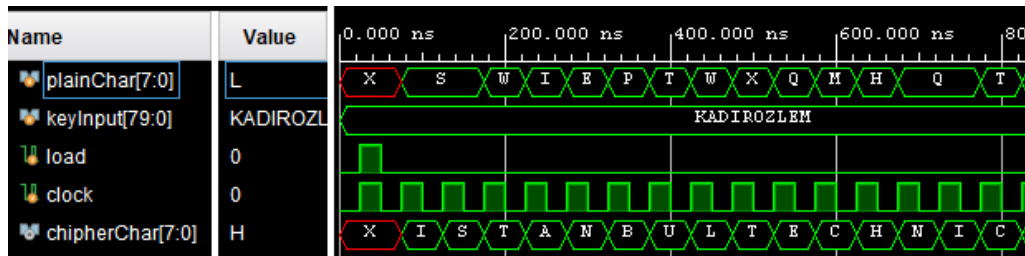 Name Value 0.000 ns 200.000 ns 400.000 ns 600.000 ns 80
plainChar[7:0] L X S W I E P T W X Q M H Q T
keyInput[79:0] KADIROZL KADIROZLEM
load 0
clock 0
chipherChar[7:0] H X I S T A N B U L T E C H N I C